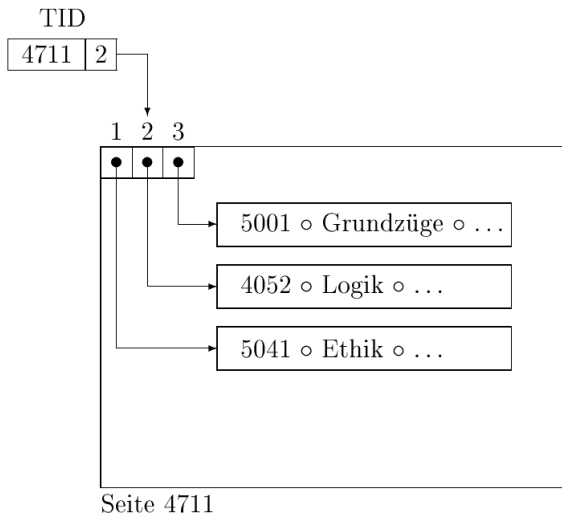 TID
4711 2
1 2 3
5001 ∘ Grundzüge ∘ ...
4052 ∘ Logik ∘ ...
5041 ∘ Ethik ∘ ...
Seite 4711